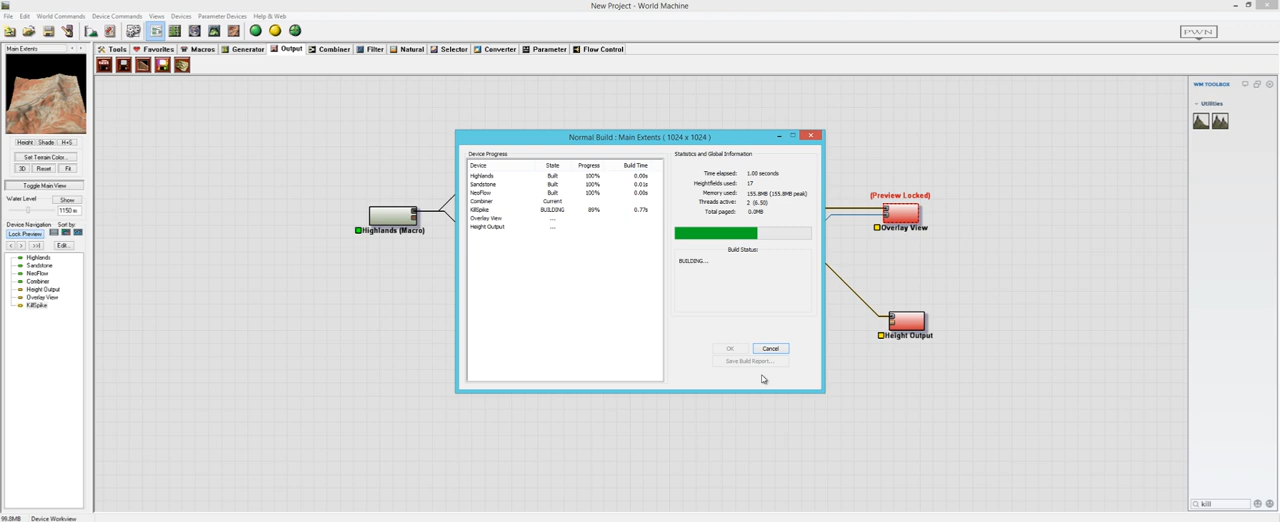 New Project - World Machine
File Edit World Commands Device Commands Views Devices Parameter Devices Help & Web
PWN
Main Extents
Tools Favorites Macros Generator Output Combiner Filter Natural Selector Converter Parameter Flow Control
WM TOOLBOX
Utilities
Height Shade H+S
Set Terrain Color...
3D Reset Fit
Toggle Main View
Water Level Show
1150 m
Device Navigation Sort by:
Lock Preview
< > >>| Edit...
Highlands
Sandstone
NeoFlow
Combiner
Height Output
Overlay View
KillSpike
Highlands (Macro)
Normal Build : Main Extents ( 1024 x 1024 )
Device Progress
Device State Progress Build Time
Highlands Built 100% 0.00s
Sandstone Built 100% 0.01s
NeoFlow Built 100% 0.00s
Combiner Current
KillSpike BUILDING 89% 0.77s
Overlay View ...
Height Output ...
Statistics and Global Information
Time elapsed: 1.00 seconds
Heightfields used: 17
Memory used: 155.8MB (155.8MB peak)
Threads active: 2 (6.50)
Total paged: 0.0MB
Build Status:
BUILDING...
OK Cancel
Save Build Report...
(Preview Locked)
Overlay View
Height Output
kill
99.8MB Device Workview